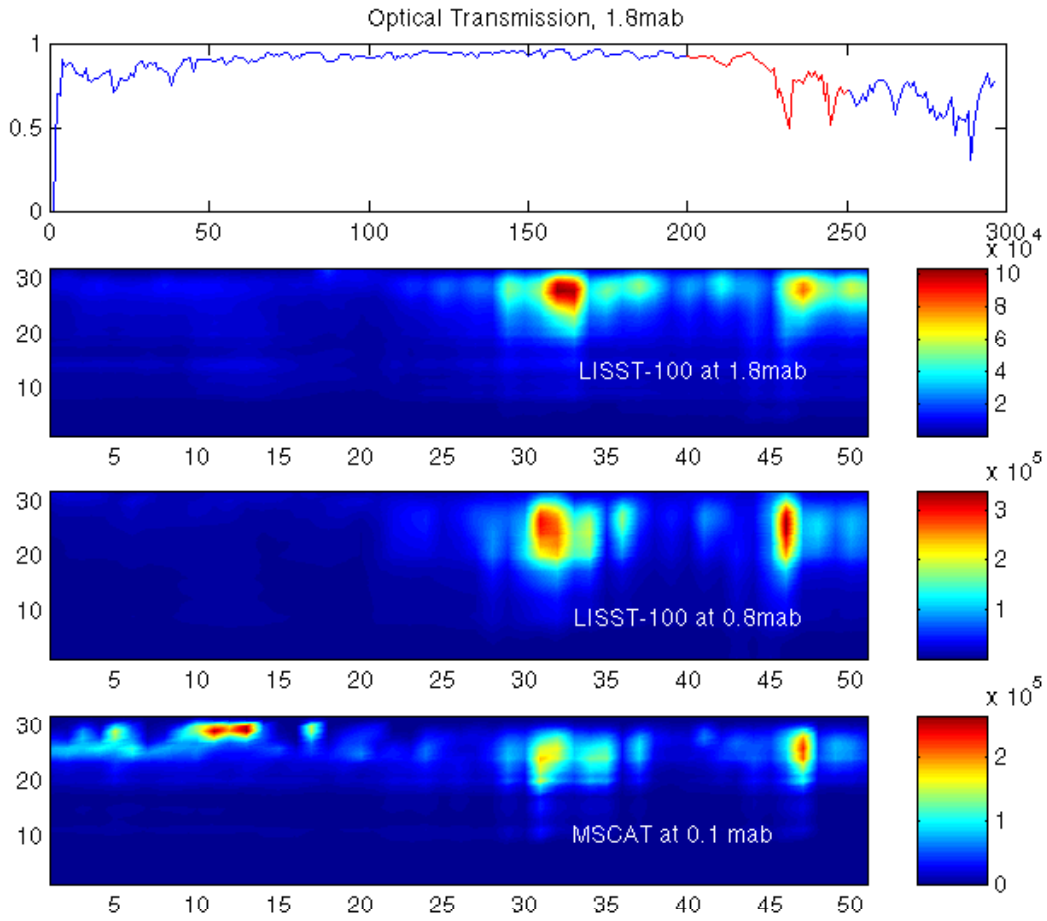 Optical Transmission, 1.8mab
1
0.5
0
0 50 100 150 200 250 300
x 10^4
30
20
10
LISST-100 at 1.8mab
10
8
6
4
2
5 10 15 20 25 30 35 40 45 50
x 10^5
30
20
10
LISST-100 at 0.8mab
3
2
1
5 10 15 20 25 30 35 40 45 50
x 10^5
30
20
10
MSCAT at 0.1 mab
2
1
0
5 10 15 20 25 30 35 40 45 50